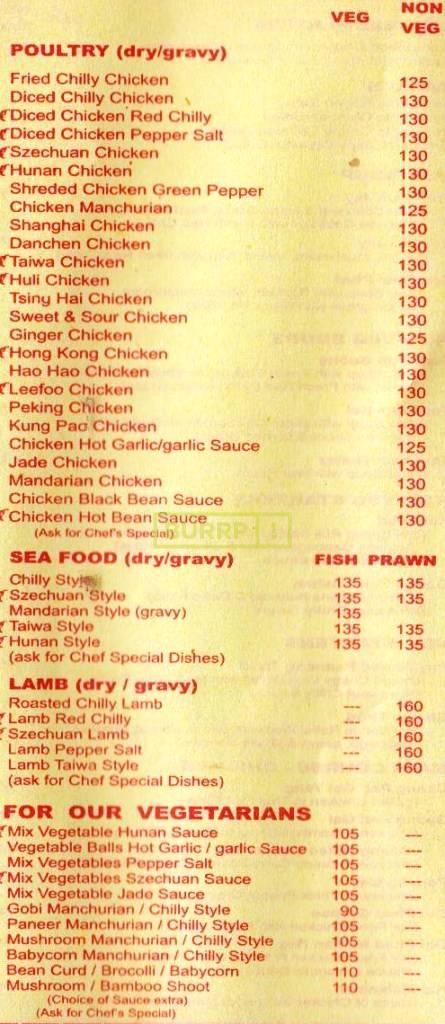 VEG NON VEG
POULTRY (dry/gravy)
Fried Chilly Chicken 125
Diced Chilly Chicken 130
Diced Chicken Red Chilly 130
Diced Chicken Pepper Salt 130
Szechuan Chicken 130
Hunan Chicken 130
Shreded Chicken Green Pepper 130
Chicken Manchurian 125
Shanghai Chicken 130
Danchen Chicken 130
Taiwa Chicken 130
Huli Chicken 130
Tsiny Hai Chicken 130
Sweet & Sour Chicken 130
Ginger Chicken 125
Hong Kong Chicken 130
Hao Hao Chicken 130
Leefoo Chicken 130
Peking Chicken 130
Kung Pao Chicken 130
Chicken Hot Garlic/garlic Sauce 125
Jade Chicken 130
Mandarian Chicken 130
Chicken Black Bean Sauce 130
Chicken Hot Bean Sauce 130
(Ask for Chef's Special)
BURRP!
SEA FOOD (dry/gravy) FISH PRAWN
Chilly Style 135 135
Szechuan Style 135 135
Mandarian Style (gravy) 135
Taiwa Style 135 135
Hunan Style 135 135
(ask for Chef Special Dishes)
LAMB (dry / gravy)
Roasted Chilly Lamb --- 160
Lamb Red Chilly --- 160
Szechuan Lamb --- 160
Lamb Pepper Salt --- 160
Lamb Taiwa Style --- 160
(ask for Chef Special Dishes)
FOR OUR VEGETARIANS
Mix Vegetable Hunan Sauce 105 ---
Vegetable Balls Hot Garlic / garlic Sauce 105 ---
Mix Vegetables Pepper Salt 105 ---
Mix Vegetables Szechuan Sauce 105 ---
Mix Vegetable Jade Sauce 105 ---
Gobi Manchurian / Chilly Style 90 ---
Paneer Manchurian / Chilly Style 105 ---
Mushroom Manchurian / Chilly Style 105 ---
Babycorn Manchurian / Chilly Style 105 ---
Bean Curd / Brocolli / Babycorn 110 ---
Mushroom / Bamboo Shoot 110 ---
(Choice of Sauce extra)
(Ask for Chef's Special)